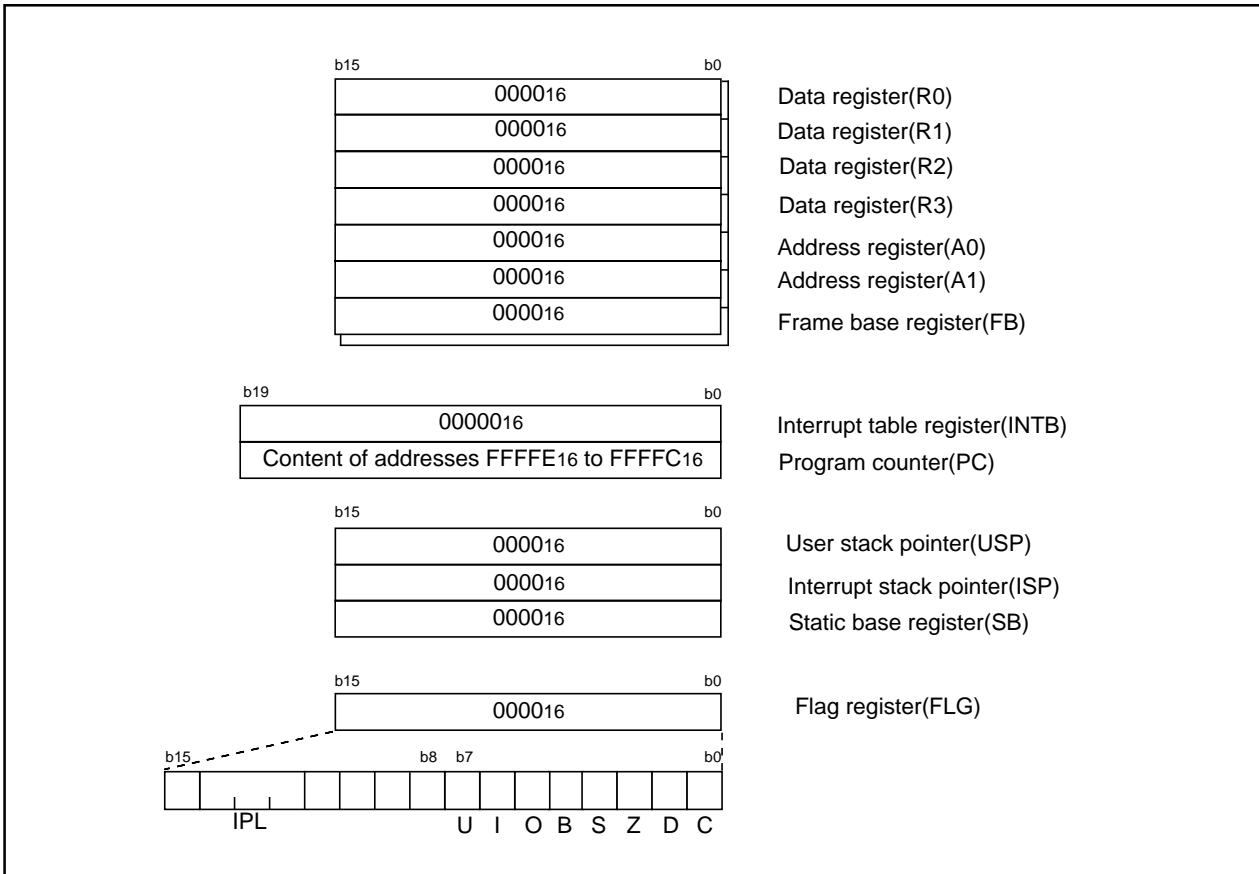 b15 b0
000016 Data register(R0)
000016 Data register(R1)
000016 Data register(R2)
000016 Data register(R3)
000016 Address register(A0)
000016 Address register(A1)
000016 Frame base register(FB)
b19 b0
0000016 Interrupt table register(INTB)
Content of addresses FFFFE16 to FFFFC16 Program counter(PC)
b15 b0
000016 User stack pointer(USP)
000016 Interrupt stack pointer(ISP)
000016 Static base register(SB)
b15 b0
000016 Flag register(FLG)
b15 b8 b7 b0
IPL U I O B S Z D C